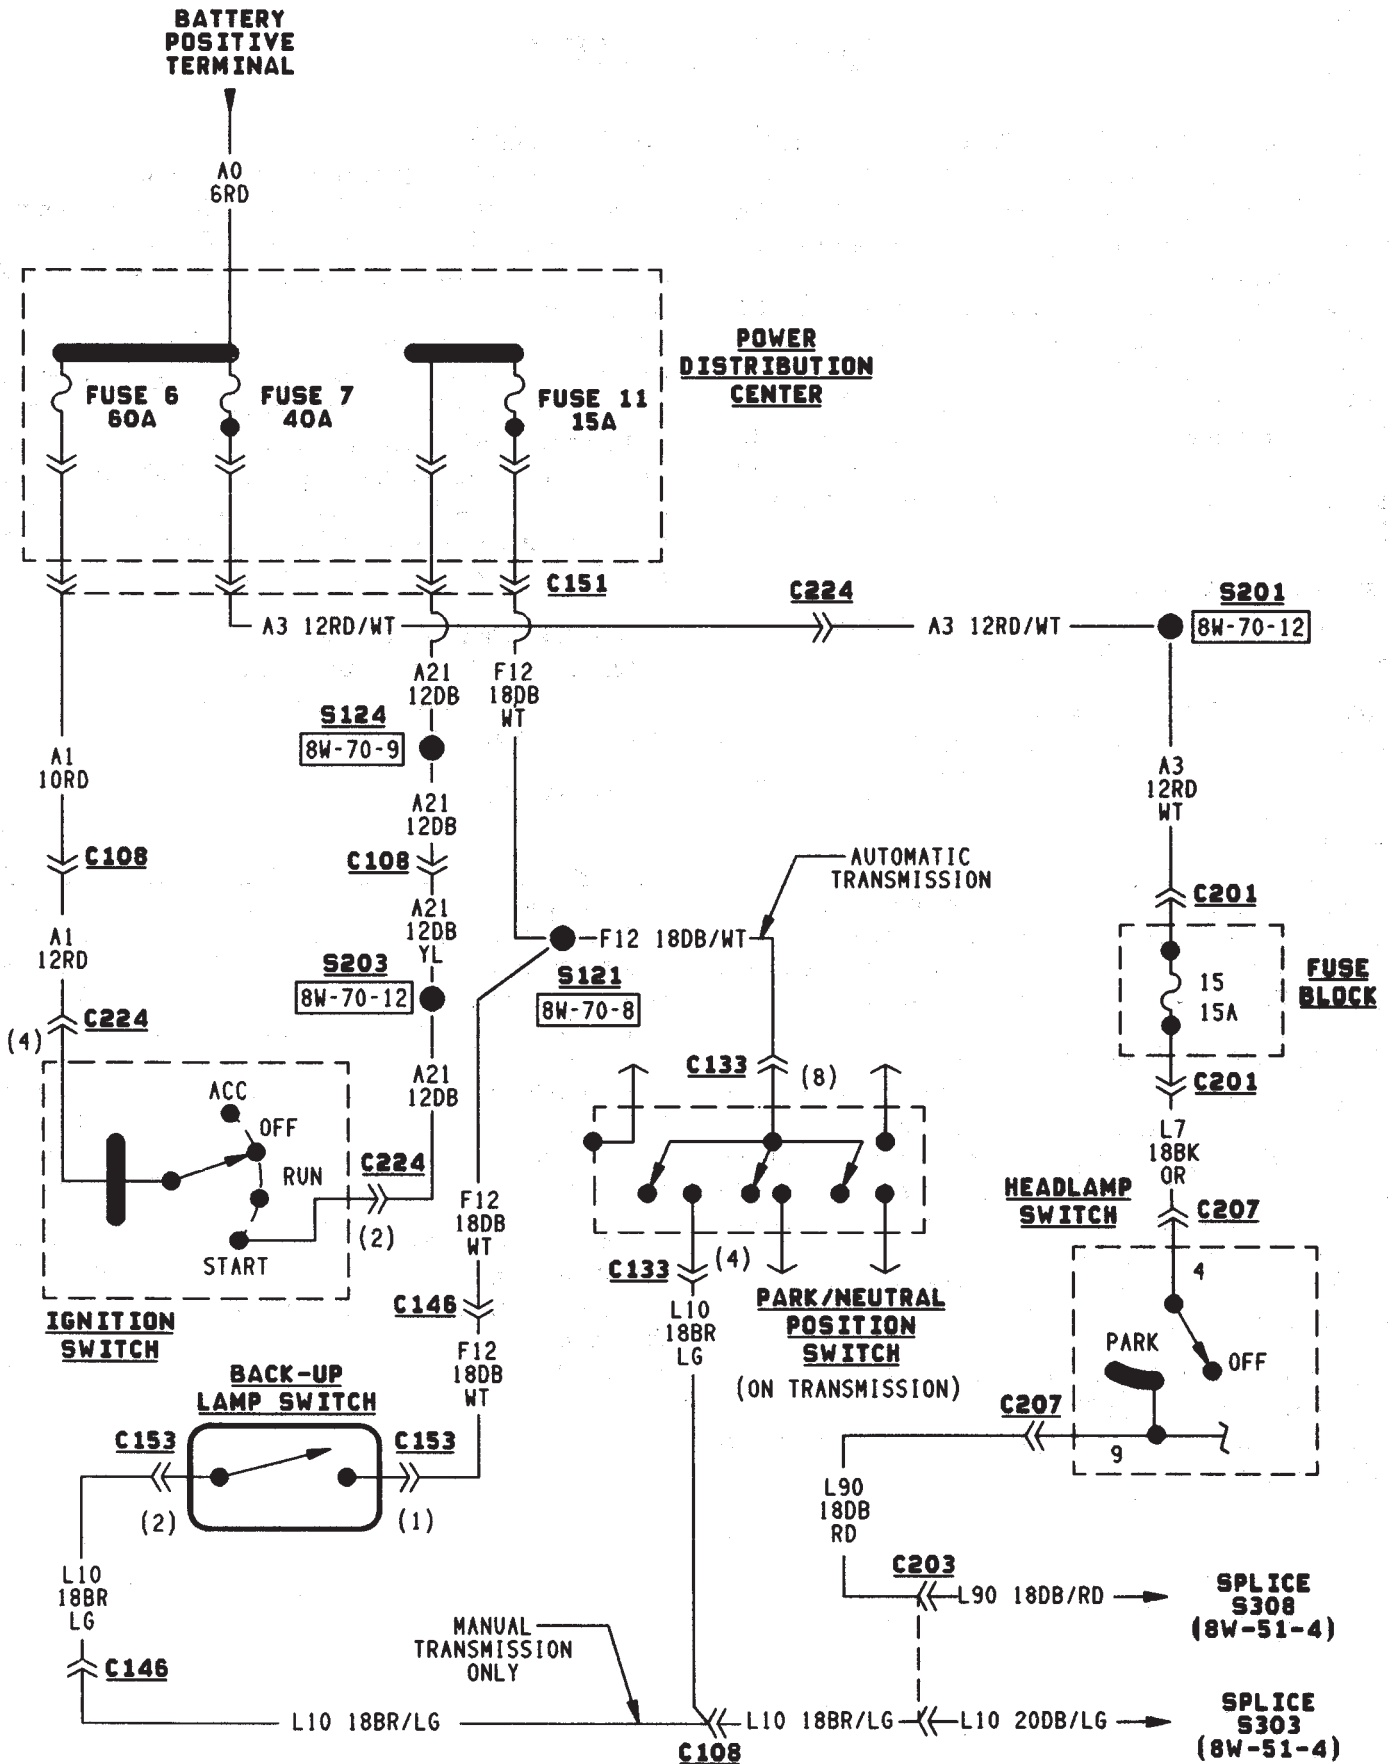 BATTERY
POSITIVE
TERMINAL
A0
6RD
POWER
DISTRIBUTION
CENTER
FUSE 6
60A
FUSE 7
40A
FUSE 11
15A
C151
C224
S201
8W-70-12
A3 12RD/WT
A3 12RD/WT
A21
12DB
F12
18DB
WT
S124
8W-70-9
A1
10RD
A3
12RD
WT
A21
12DB
C108
C108
AUTOMATIC
TRANSMISSION
C201
A21
12DB
YL
A1
12RD
F12 18DB/WT
S203
8W-70-12
S121
8W-70-8
15
15A
FUSE
BLOCK
C224
(4)
C133
(8)
C201
A21
12DB
ACC
OFF
RUN
START
C224
(2)
L7
18BK
OR
HEADLAMP
SWITCH
C207
F12
18DB
WT
C133
(4)
4
IGNITION
SWITCH
C146
L10
18BR
LG
PARK/NEUTRAL
POSITION
SWITCH
(ON TRANSMISSION)
PARK
OFF
F12
18DB
WT
BACK-UP
LAMP SWITCH
C207
9
C153
C153
(2)
(1)
L90
18DB
RD
L10
18BR
LG
C203
L90 18DB/RD
SPLICE
S308
(8W-51-4)
MANUAL
TRANSMISSION
ONLY
C146
L10 18BR/LG
C108
L10 18BR/LG
L10 20DB/LG
SPLICE
S303
(8W-51-4)